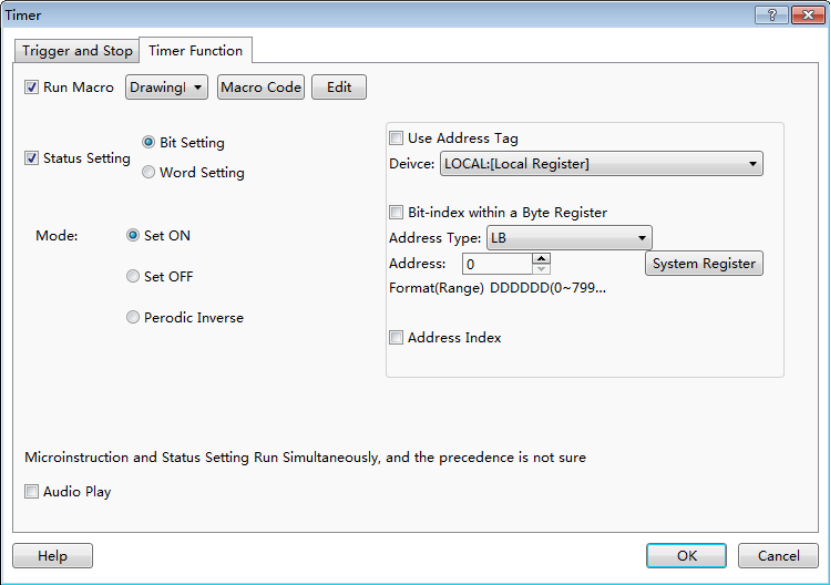 Timer
Trigger and Stop Timer Function
Run Macro DrawingI Macro Code Edit
Status Setting
Bit Setting
Word Setting
Mode:
Set ON
Set OFF
Perodic Inverse
Use Address Tag
Deivce: LOCAL:[Local Register]
Bit-index within a Byte Register
Address Type: LB
Address: 0 System Register
Format(Range) DDDDDD(0~799...
Address Index
Microinstruction and Status Setting Run Simultaneously, and the precedence is not sure
Audio Play
Help OK Cancel